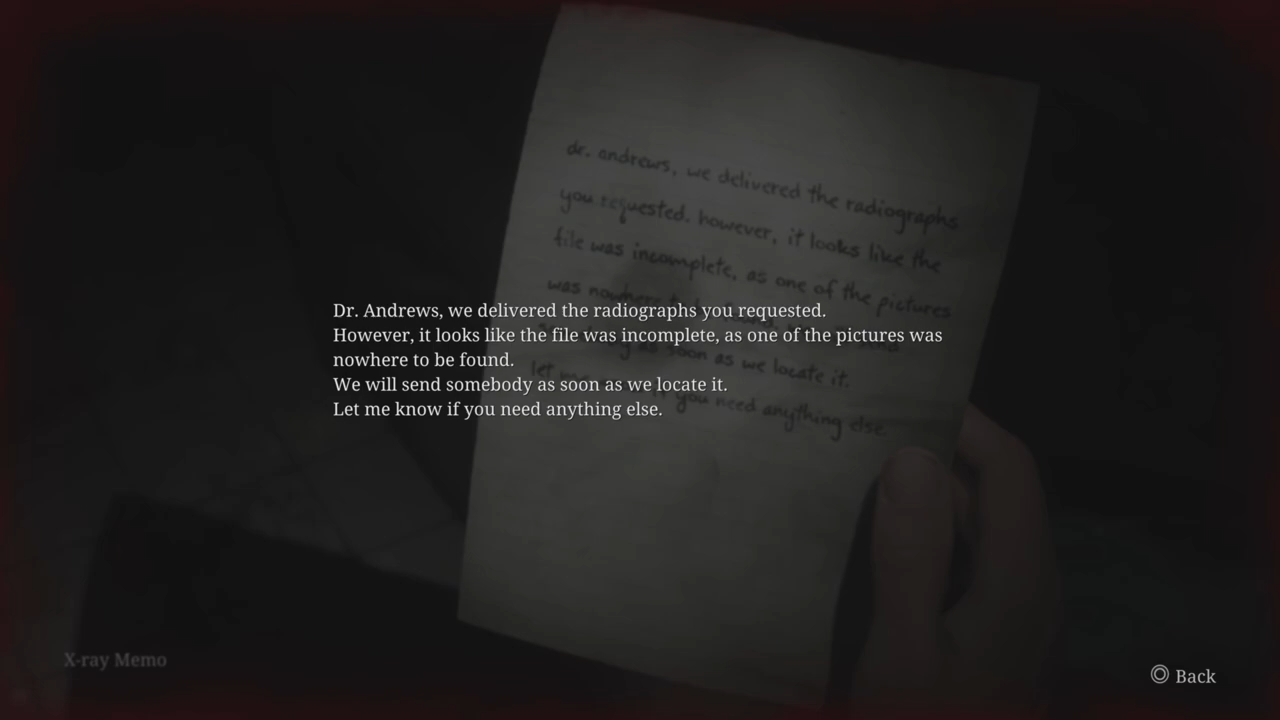 dr. andrews, we delivered the radiographs
you requested. however, it looks like the
file was incomplete, as one of the pictures
was nowhere
as soon as we locate it.
let you need anything else.
Dr. Andrews, we delivered the radiographs you requested.
However, it looks like the file was incomplete, as one of the pictures was
nowhere to be found.
We will send somebody as soon as we locate it.
Let me know if you need anything else.
X-ray Memo
Back